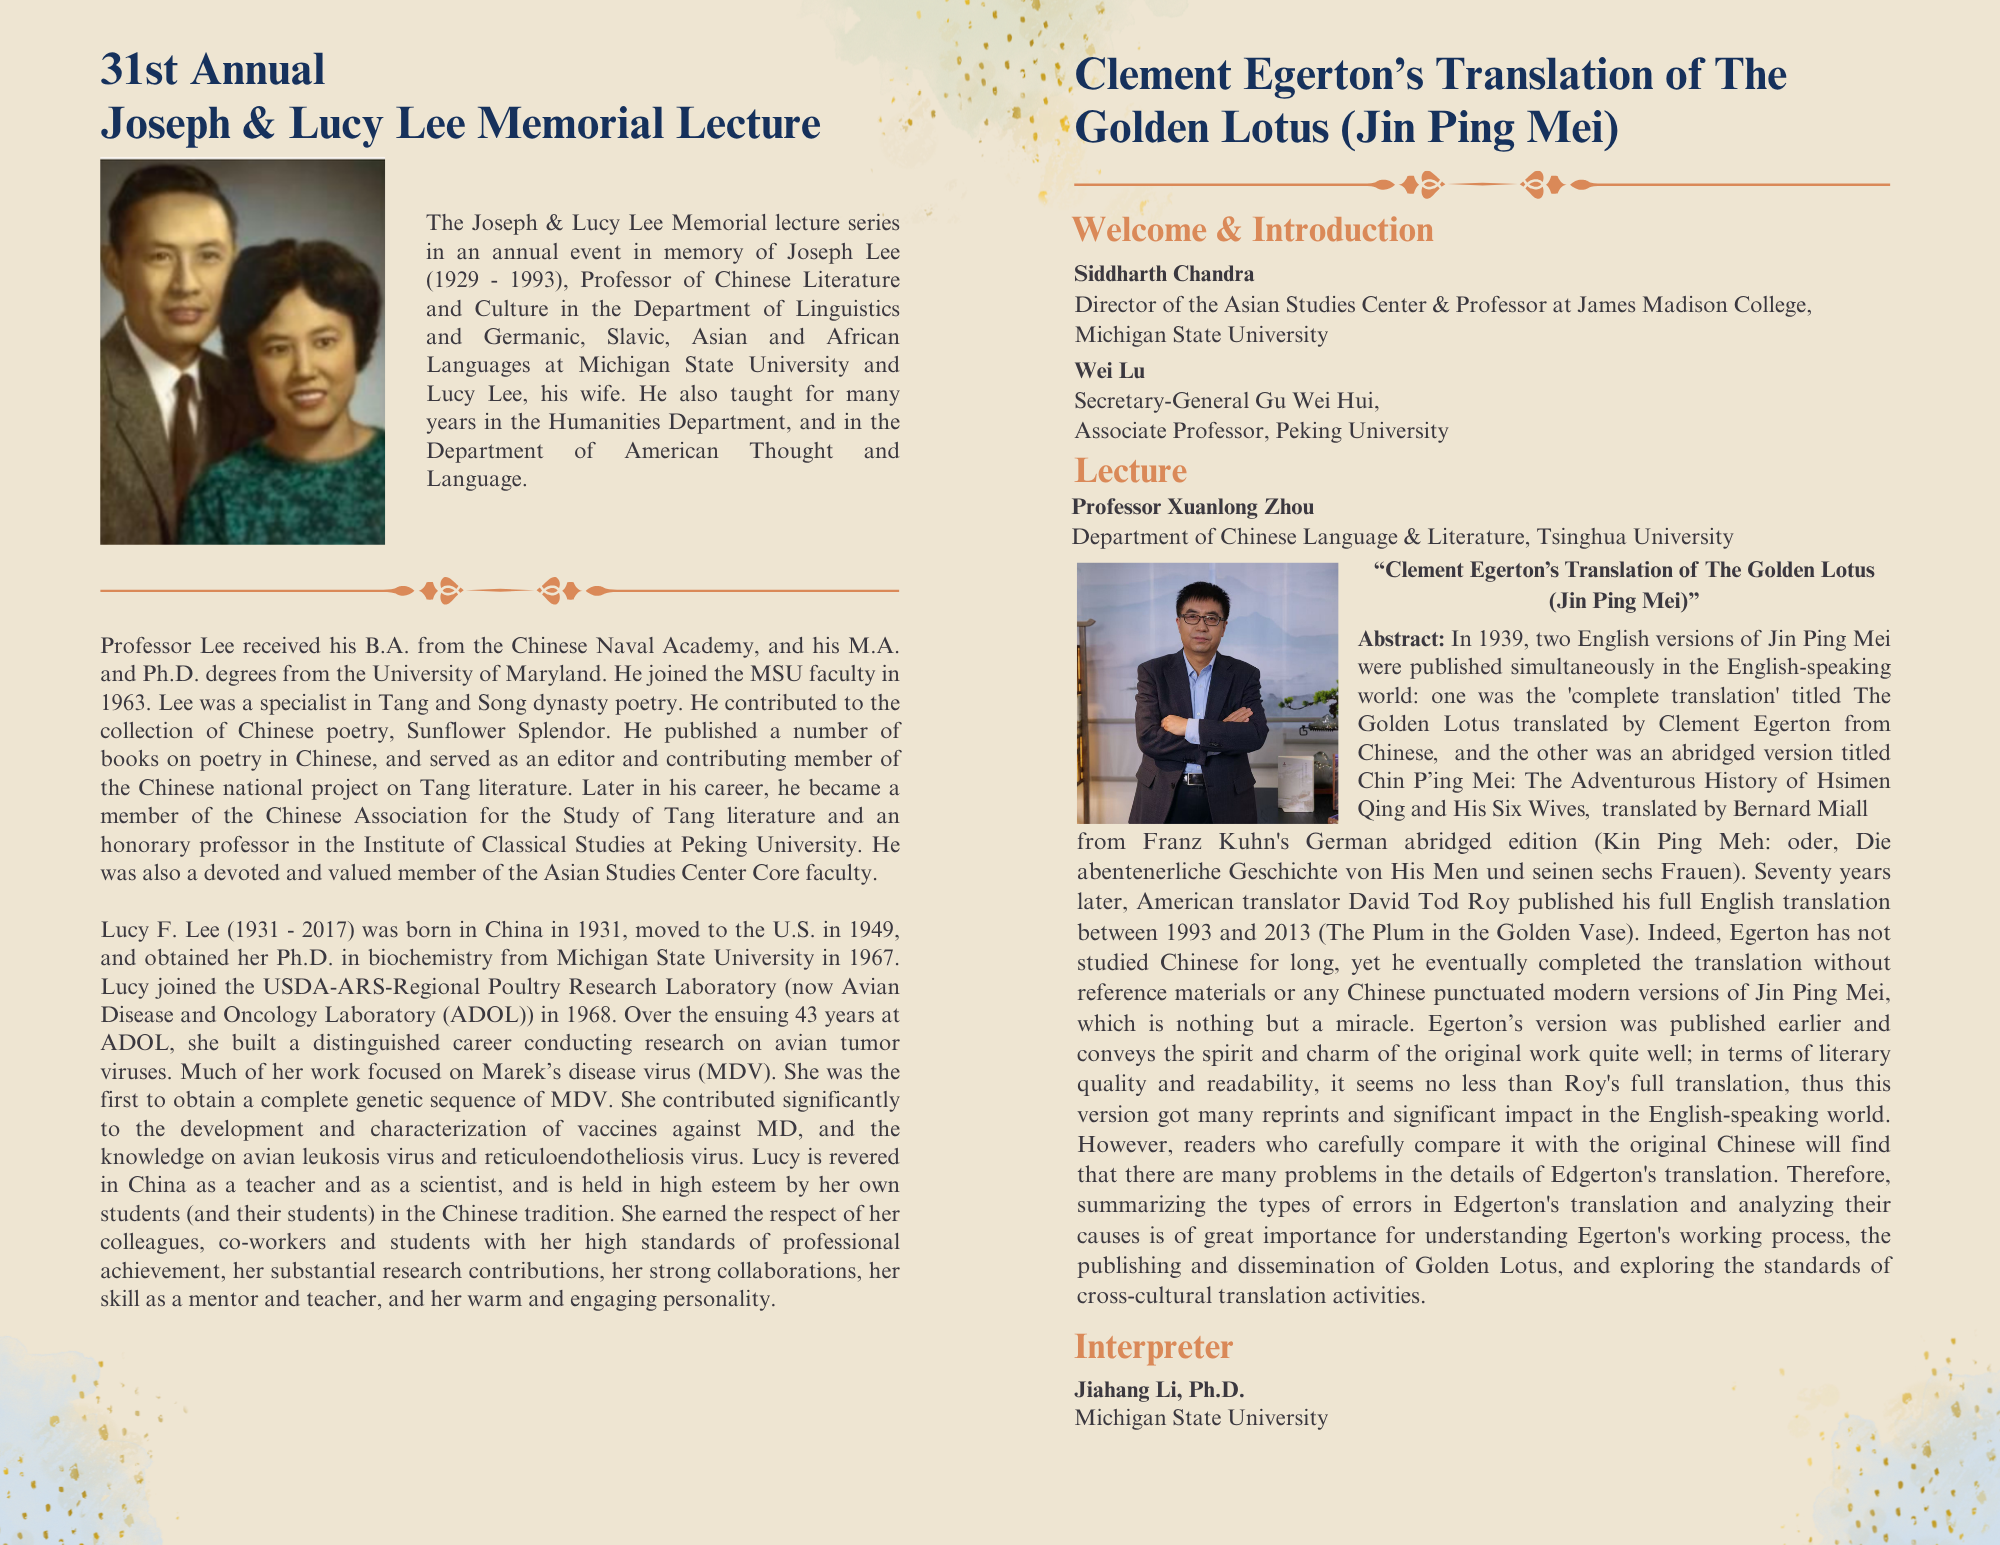 31st Annual
Joseph & Lucy Lee Memorial Lecture
The Joseph & Lucy Lee Memorial lecture series
in an annual event in memory of Joseph Lee
(1929 - 1993), Professor of Chinese Literature
and Culture in the Department of Linguistics
and Germanic, Slavic, Asian and African
Languages at Michigan State University and
Lucy Lee, his wife. He also taught for many
years in the Humanities Department, and in the
Department of American Thought and
Language.
Professor Lee received his B.A. from the Chinese Naval Academy, and his M.A.
and Ph.D. degrees from the University of Maryland. He joined the MSU faculty in
1963. Lee was a specialist in Tang and Song dynasty poetry. He contributed to the
collection of Chinese poetry, Sunflower Splendor. He published a number of
books on poetry in Chinese, and served as an editor and contributing member of
the Chinese national project on Tang literature. Later in his career, he became a
member of the Chinese Association for the Study of Tang literature and an
honorary professor in the Institute of Classical Studies at Peking University. He
was also a devoted and valued member of the Asian Studies Center Core faculty.
Lucy F. Lee (1931 - 2017) was born in China in 1931, moved to the U.S. in 1949,
and obtained her Ph.D. in biochemistry from Michigan State University in 1967.
Lucy joined the USDA-ARS-Regional Poultry Research Laboratory (now Avian
Disease and Oncology Laboratory (ADOL)) in 1968. Over the ensuing 43 years at
ADOL, she built a distinguished career conducting research on avian tumor
viruses. Much of her work focused on Marek’s disease virus (MDV). She was the
first to obtain a complete genetic sequence of MDV. She contributed significantly
to the development and characterization of vaccines against MD, and the
knowledge on avian leukosis virus and reticuloendotheliosis virus. Lucy is revered
in China as a teacher and as a scientist, and is held in high esteem by her own
students (and their students) in the Chinese tradition. She earned the respect of her
colleagues, co-workers and students with her high standards of professional
achievement, her substantial research contributions, her strong collaborations, her
skill as a mentor and teacher, and her warm and engaging personality.
Clement Egerton’s Translation of The
Golden Lotus (Jin Ping Mei)
Welcome & Introduction
Siddharth Chandra
Director of the Asian Studies Center & Professor at James Madison College,
Michigan State University
Wei Lu
Secretary-General Gu Wei Hui,
Associate Professor, Peking University
Lecture
Professor Xuanlong Zhou
Department of Chinese Language & Literature, Tsinghua University
“Clement Egerton’s Translation of The Golden Lotus
(Jin Ping Mei)”
Abstract: In 1939, two English versions of Jin Ping Mei
were published simultaneously in the English-speaking
world: one was the 'complete translation' titled The
Golden Lotus translated by Clement Egerton from
Chinese, and the other was an abridged version titled
Chin P’ing Mei: The Adventurous History of Hsimen
Qing and His Six Wives, translated by Bernard Miall
from Franz Kuhn's German abridged edition (Kin Ping Meh: oder, Die
abentenerliche Geschichte von His Men und seinen sechs Frauen). Seventy years
later, American translator David Tod Roy published his full English translation
between 1993 and 2013 (The Plum in the Golden Vase). Indeed, Egerton has not
studied Chinese for long, yet he eventually completed the translation without
reference materials or any Chinese punctuated modern versions of Jin Ping Mei,
which is nothing but a miracle. Egerton’s version was published earlier and
conveys the spirit and charm of the original work quite well; in terms of literary
quality and readability, it seems no less than Roy's full translation, thus this
version got many reprints and significant impact in the English-speaking world.
However, readers who carefully compare it with the original Chinese will find
that there are many problems in the details of Edgerton's translation. Therefore,
summarizing the types of errors in Edgerton's translation and analyzing their
causes is of great importance for understanding Egerton's working process, the
publishing and dissemination of Golden Lotus, and exploring the standards of
cross-cultural translation activities.
Interpreter
Jiahang Li, Ph.D.
Michigan State University